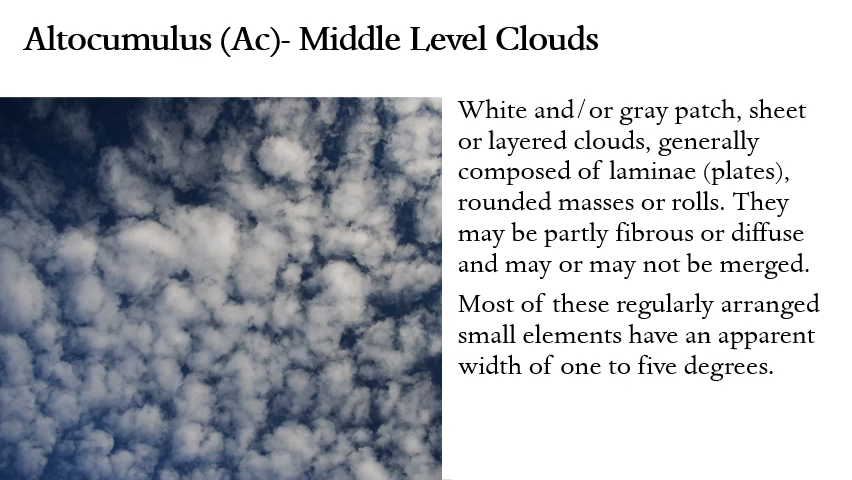 Altocumulus (Ac)- Middle Level Clouds
White and/or gray patch, sheet
or layered clouds, generally
composed of laminae (plates),
rounded masses or rolls. They
may be partly fibrous or diffuse
and may or may not be merged.
Most of these regularly arranged
small elements have an apparent
width of one to five degrees.